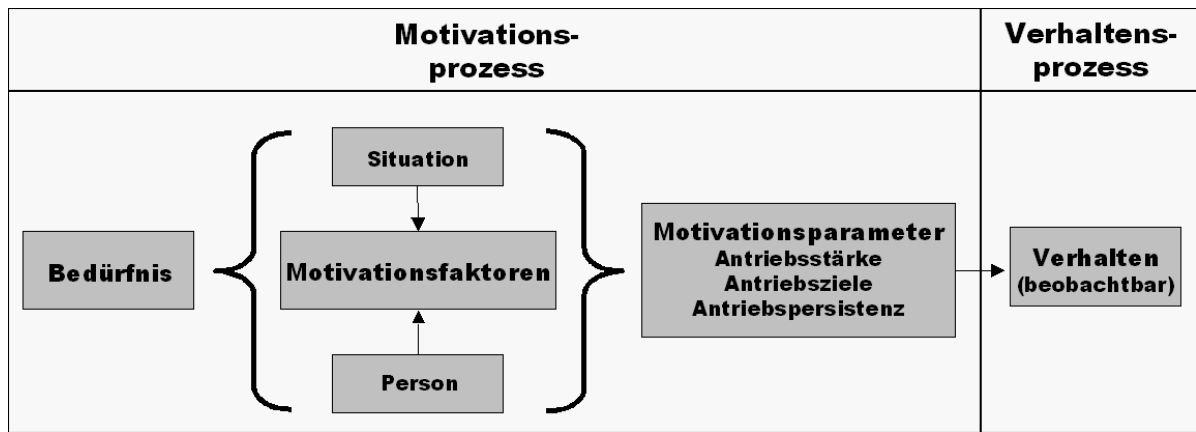 Motivations-
prozess
Verhaltens-
prozess
Situation
Bedürfnis
Motivationsfaktoren
Person
Motivationsparameter
Antriebsstärke
Antriebsziele
Antriebspersistenz
Verhalten
(beobachtbar)